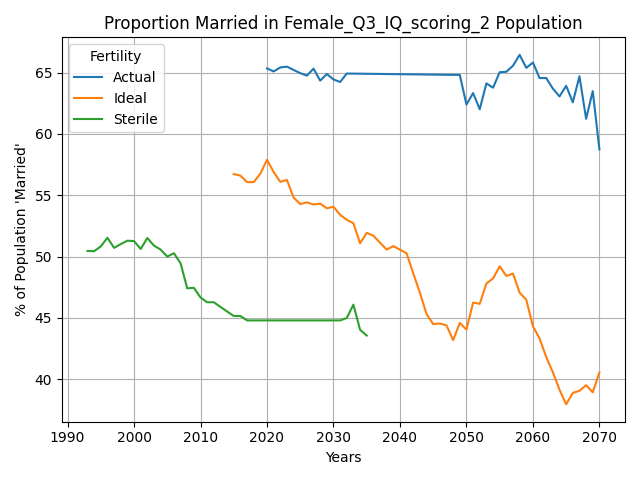 Proportion Married in Female_Q3_IQ_scoring_2 Population
Fertility
Actual
Ideal
Sterile
% of Population 'Married'
65
60
55
50
45
40
1990
2000
2010
2020
2030
2040
2050
2060
2070
Years